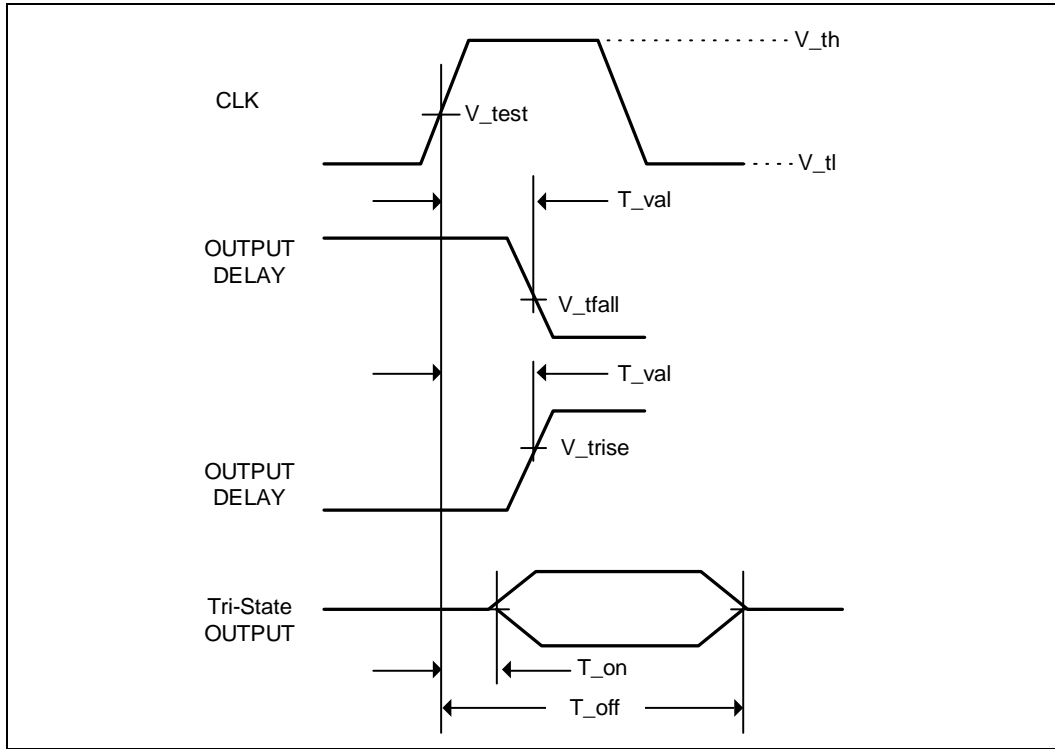 V_th
CLK
V_test
V_tl
T_val
OUTPUT
DELAY
V_tfall
T_val
V_trise
OUTPUT
DELAY
Tri-State
OUTPUT
T_on
T_off